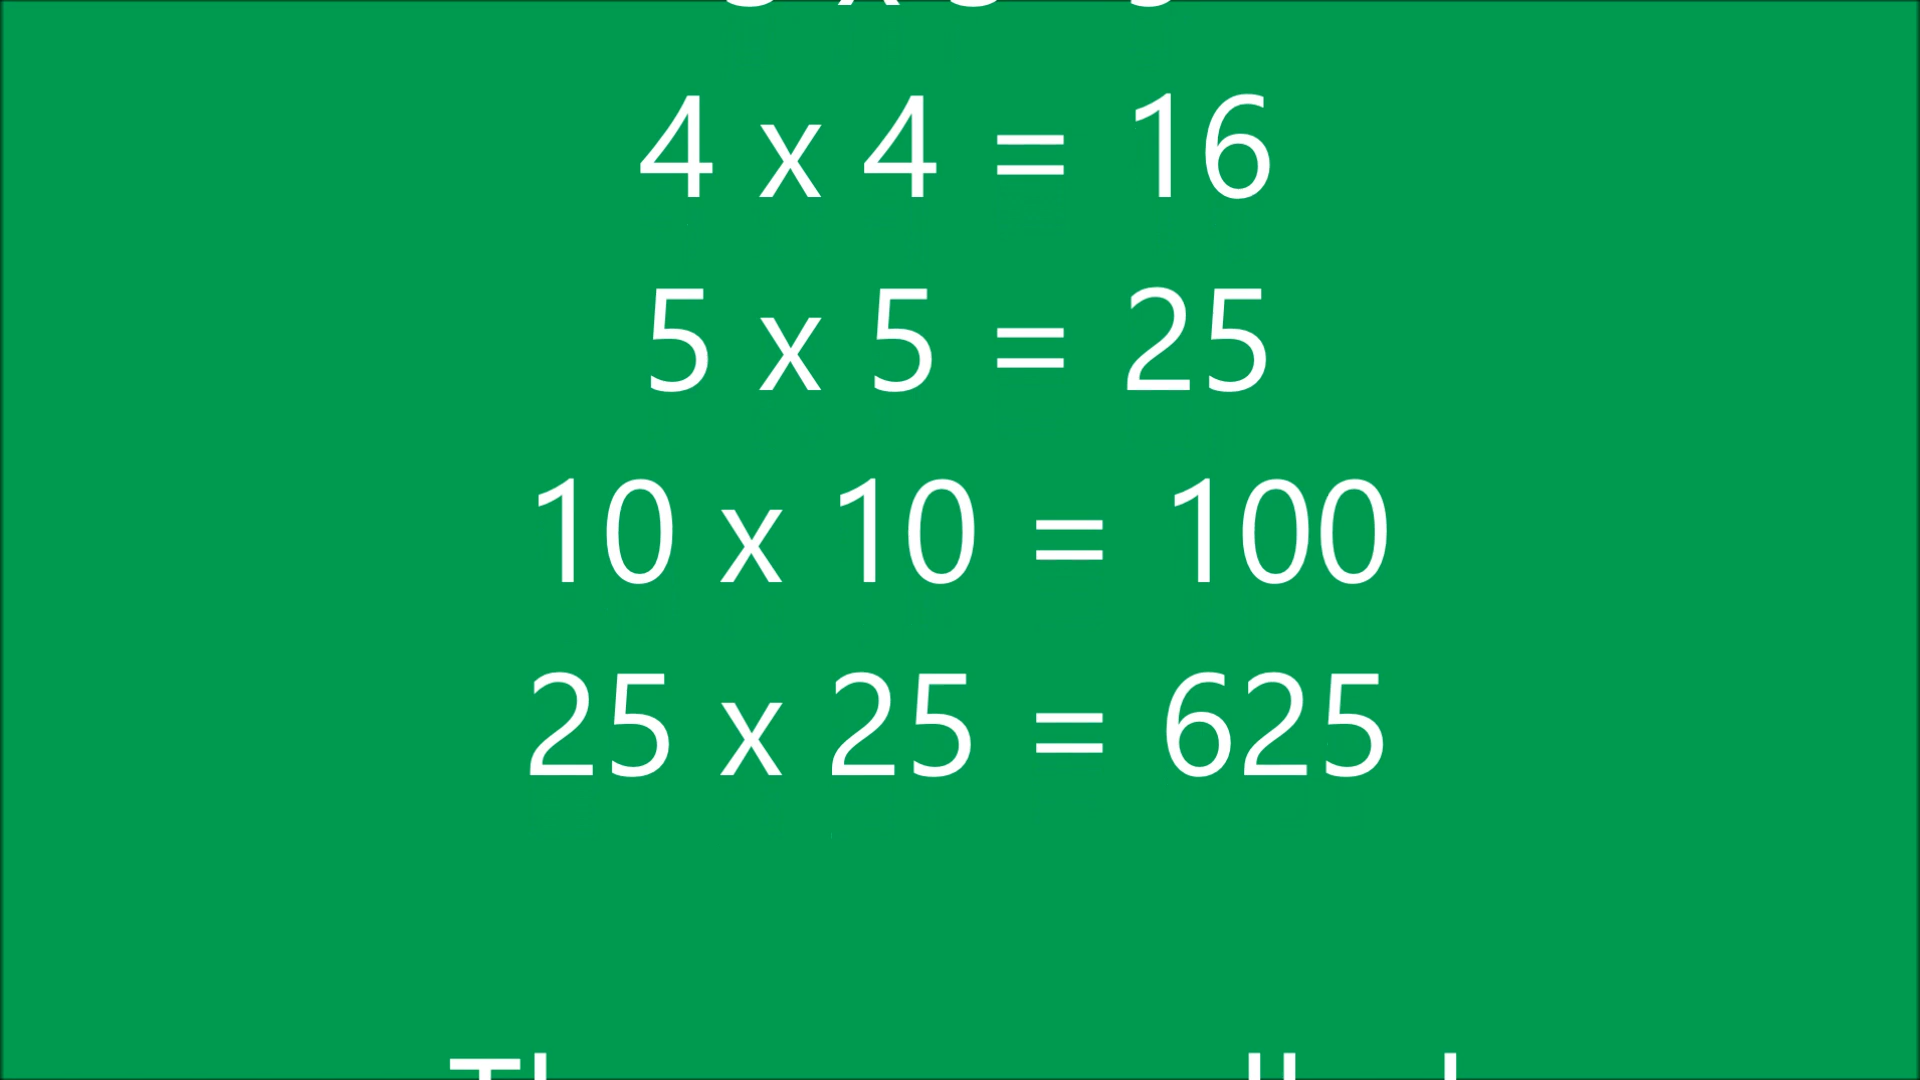 4 x 4 = 16
5 x 5 = 25
10 x 10 = 100
25 x 25 = 625